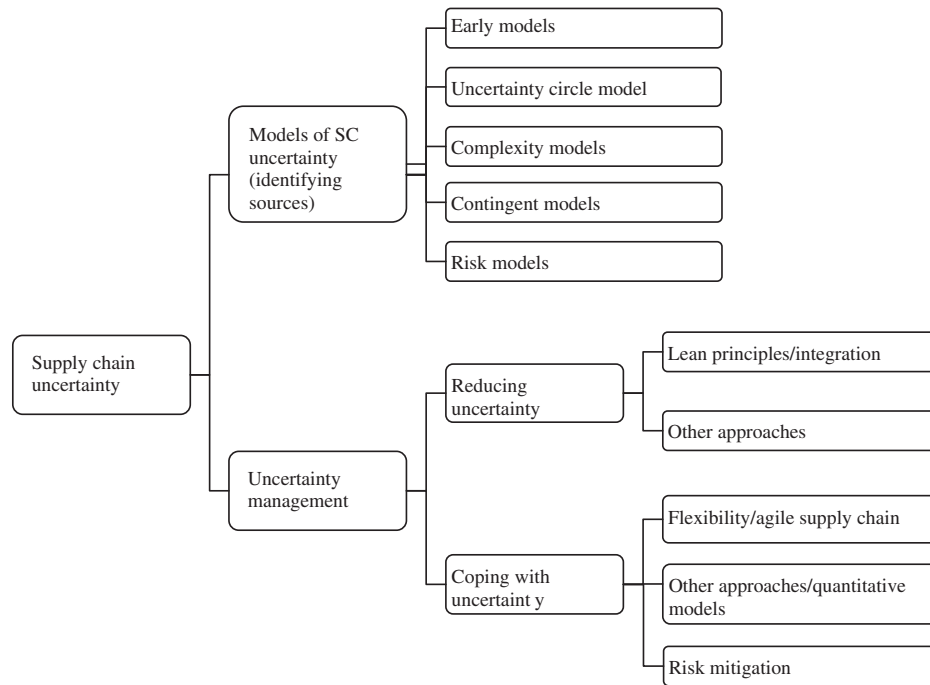 Early models
Uncertainty circle model
Models of SC
uncertainty
(identifying
sources)
Complexity models
Contingent models
Risk models
Supply chain
uncertainty
Lean principles/integration
Reducing
uncertainty
Other approaches
Uncertainty
management
Flexibility/agile supply chain
Coping with
uncertaint y
Other approaches/quantitative
models
Risk mitigation